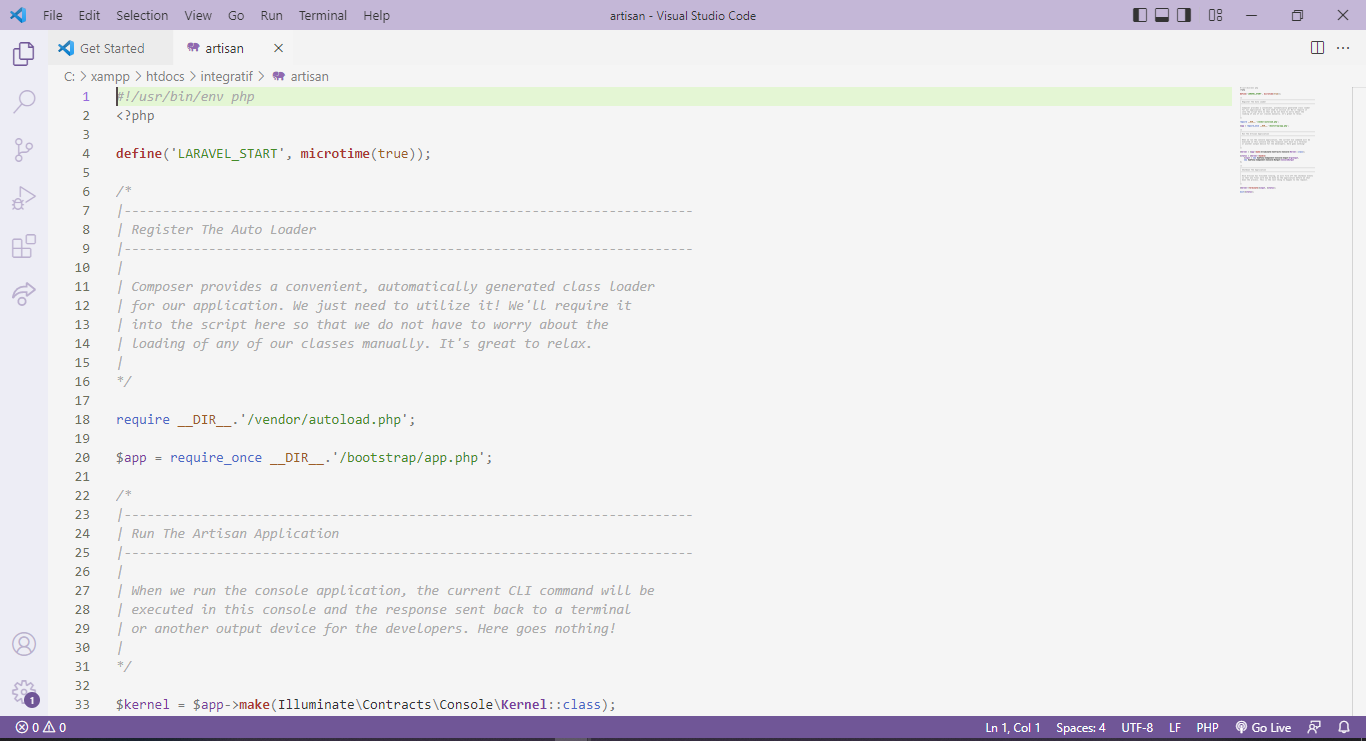 File Edit Selection View Go Run Terminal Help artisan - Visual Studio Code
Get Started artisan
C: > xampp > htdocs > integratif > artisan
1 #!/usr/bin/env php
2 <?php
3
4 define('LARAVEL_START', microtime(true));
5
6 /*
7 |--------------------------------------------------------------------------
8 | Register The Auto Loader
9 |--------------------------------------------------------------------------
10 |
11 | Composer provides a convenient, automatically generated class loader
12 | for our application. We just need to utilize it! We'll require it
13 | into the script here so that we do not have to worry about the
14 | loading of any of our classes manually. It's great to relax.
15 |
16 */
17
18 require __DIR__.'/vendor/autoload.php';
19
20 $app = require_once __DIR__.'/bootstrap/app.php';
21
22 /*
23 |--------------------------------------------------------------------------
24 | Run The Artisan Application
25 |--------------------------------------------------------------------------
26 |
27 | When we run the console application, the current CLI command will be
28 | executed in this console and the response sent back to a terminal
29 | or another output device for the developers. Here goes nothing!
30 |
31 */
32
33 $kernel = $app->make(Illuminate\Contracts\Console\Kernel::class);
1
0 0 Ln 1, Col 1 Spaces: 4 UTF-8 LF PHP Go Live